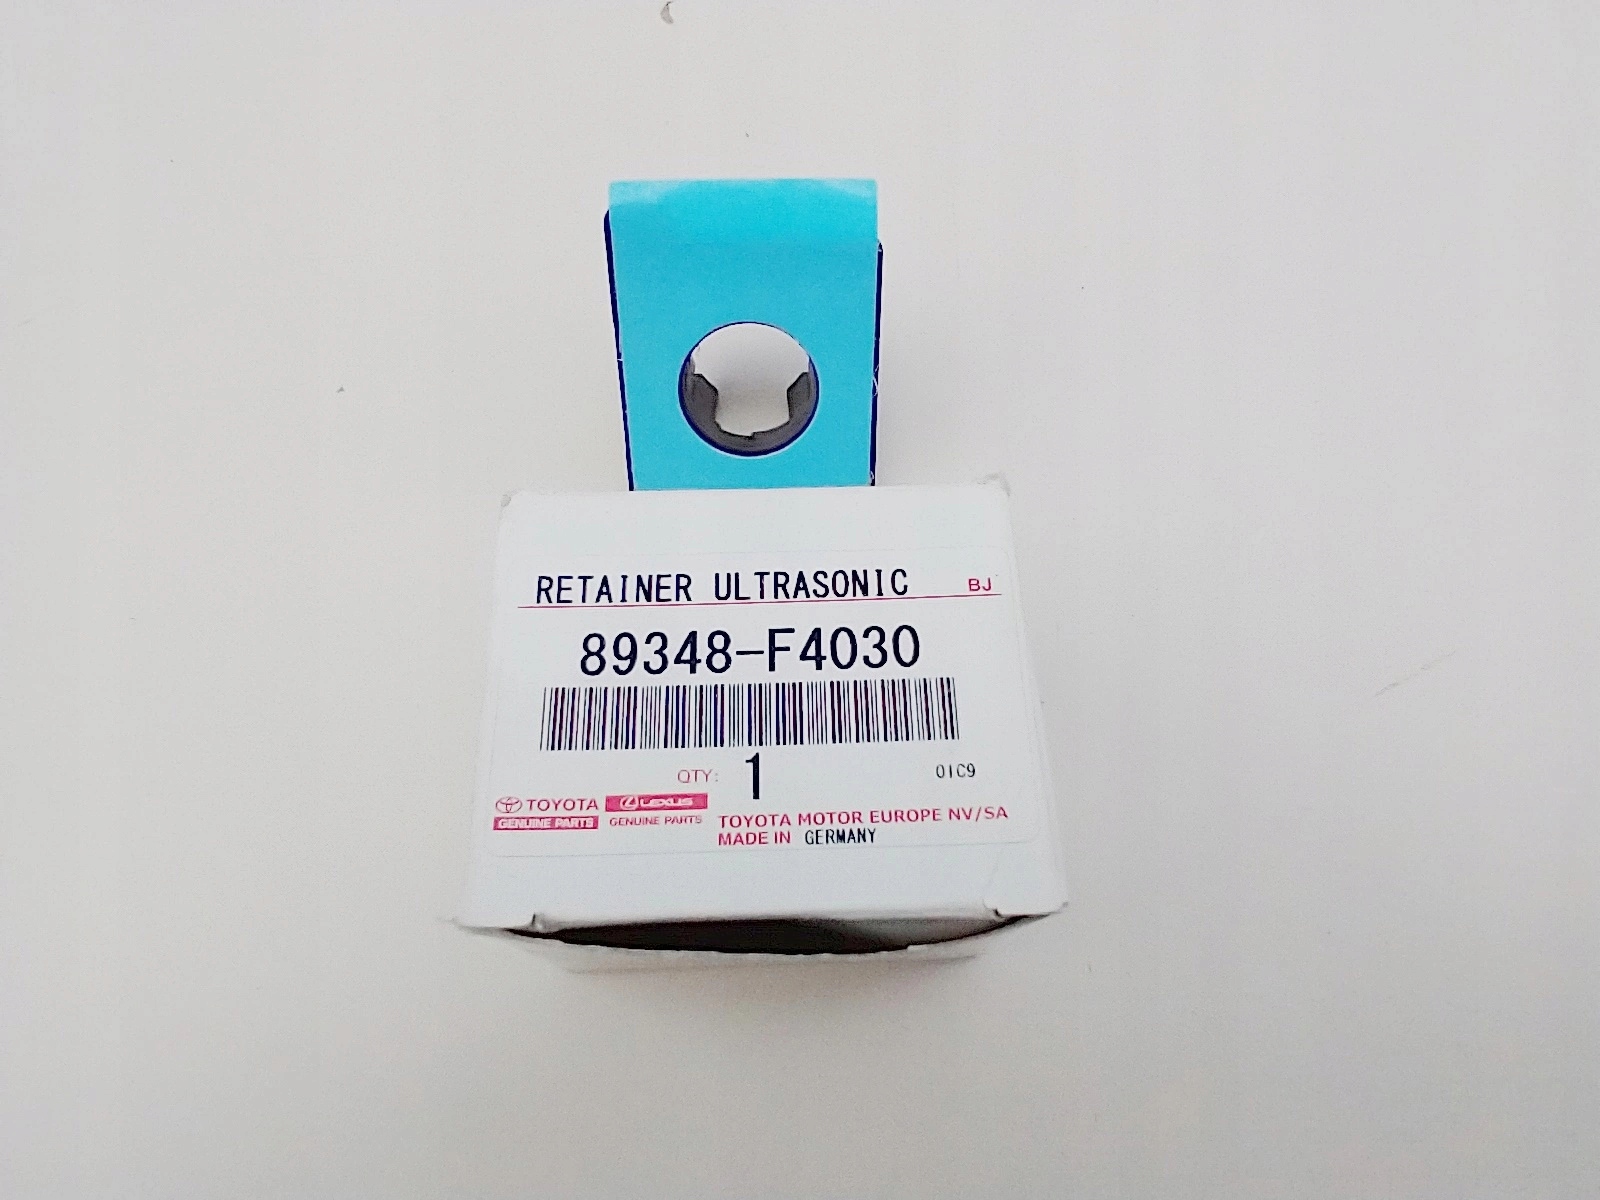 RETAINER ULTRASONIC BJ
89348-F4030
QTY: 1
01C9
TOYOTA
GENUINE PARTS
LEXUS
GENUINE PARTS
TOYOTA MOTOR EUROPE NV/SA
MADE IN GERMANY